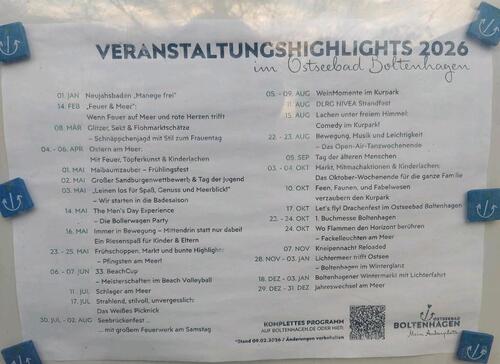 VERANSTALTUNGSHIGHLIGHTS 2026
im Ostseebad Boltenhagen
01. JAN Neujahsbaden „Manege frei“
14. FEB „Feuer & Meer“:
Wenn Feuer auf Meer und rote Herzen trifft
08. MÄR Glitzer, Sekt & Flohmarktschätze
– Schnäppchenjagd mit Stil zum Frauentag
04. - 06. APR Ostern am Meer:
Mit Feuer, Töpferkunst & Kinderlachen
01. MAI Maibaumzauber – Frühlingsfest
02. MAI Großer Sandburgenwettbewerb & Tag der Jugend
03. MAI „Leinen los für Spaß, Genuss und Meerblick!“
– Wir starten in die Badesaison
14. MAI The Men's Day Experience
– Die Bollerwagen Party
16. MAI Immer in Bewegung – Mittendrin statt nur dabei!
Ein Riesenspaß für Kinder & Eltern
23. - 25. MAI Frühschoppen, Markt und bunte Highlights
– Pfingsten am Meer!
06. - 07. JUN 33. BeachCup
– Meisterschaften im Beach Volleyball
11. JUL Schlager am Meer
17. JUL Strahlend, stilvoll, unvergesslich:
Das Weißes Picknick
30. JUL - 02. AUG Seebrückenfest ...
... mit großem Feuerwerk am Samstag
05. - 09. AUG WeinMomente im Kurpark
11. AUG DLRG NIVEA Strandfest
15. AUG Lachen unter freiem Himmel:
Comedy im Kurpark!
22. - 23. AUG Bewegung, Musik und Leichtigkeit
– Das Open-Air-Tanzwochenende
05. SEP Tag der älteren Menschen
03. - 04. OKT Markt, Mitmachaktionen & Kinderlachen:
Das Oktober-Wochenende für die ganze Familie
10. OKT Feen, Faunen, und Fabelwesen
verzaubern den Kurpark
17. OKT Let's fly! Drachenfest im Ostseebad Boltenhagen
23. - 24. OKT 1. Buchmesse Boltenhagen
24. OKT Wo Flammen den Horizont berühren
– Fackelleuchten am Meer
07. NOV Kneipennacht Reloaded
28. NOV - 03. JAN Lichtermeer trifft Ostsee
– Boltenhagen im Winterglanz
18. DEZ - 03. JAN Boltenhagener Wintermarkt mit Lichterfahrt
29. DEZ - 31. DEZ Jahreswechsel am Meer
KOMPLETTES PROGRAMM
AUF BOLTENHAGEN.DE ODER HIER:
*Stand 09.02.2026 / Änderungen vorbehalten
OSTSEEBAD
BOLTENHAGEN